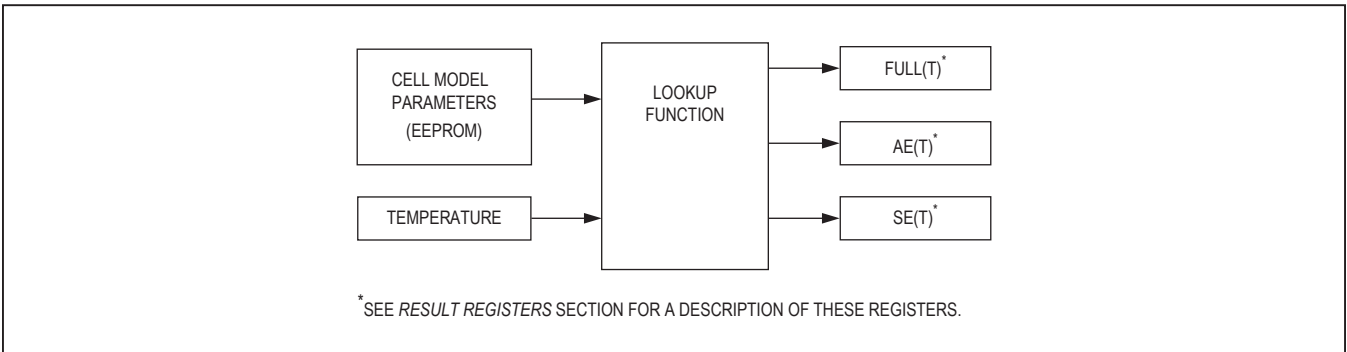 CELL MODEL
PARAMETERS
(EEPROM)
TEMPERATURE
LOOKUP
FUNCTION
FULL(T)*
AE(T)*
SE(T)*
*SEE RESULT REGISTERS SECTION FOR A DESCRIPTION OF THESE REGISTERS.